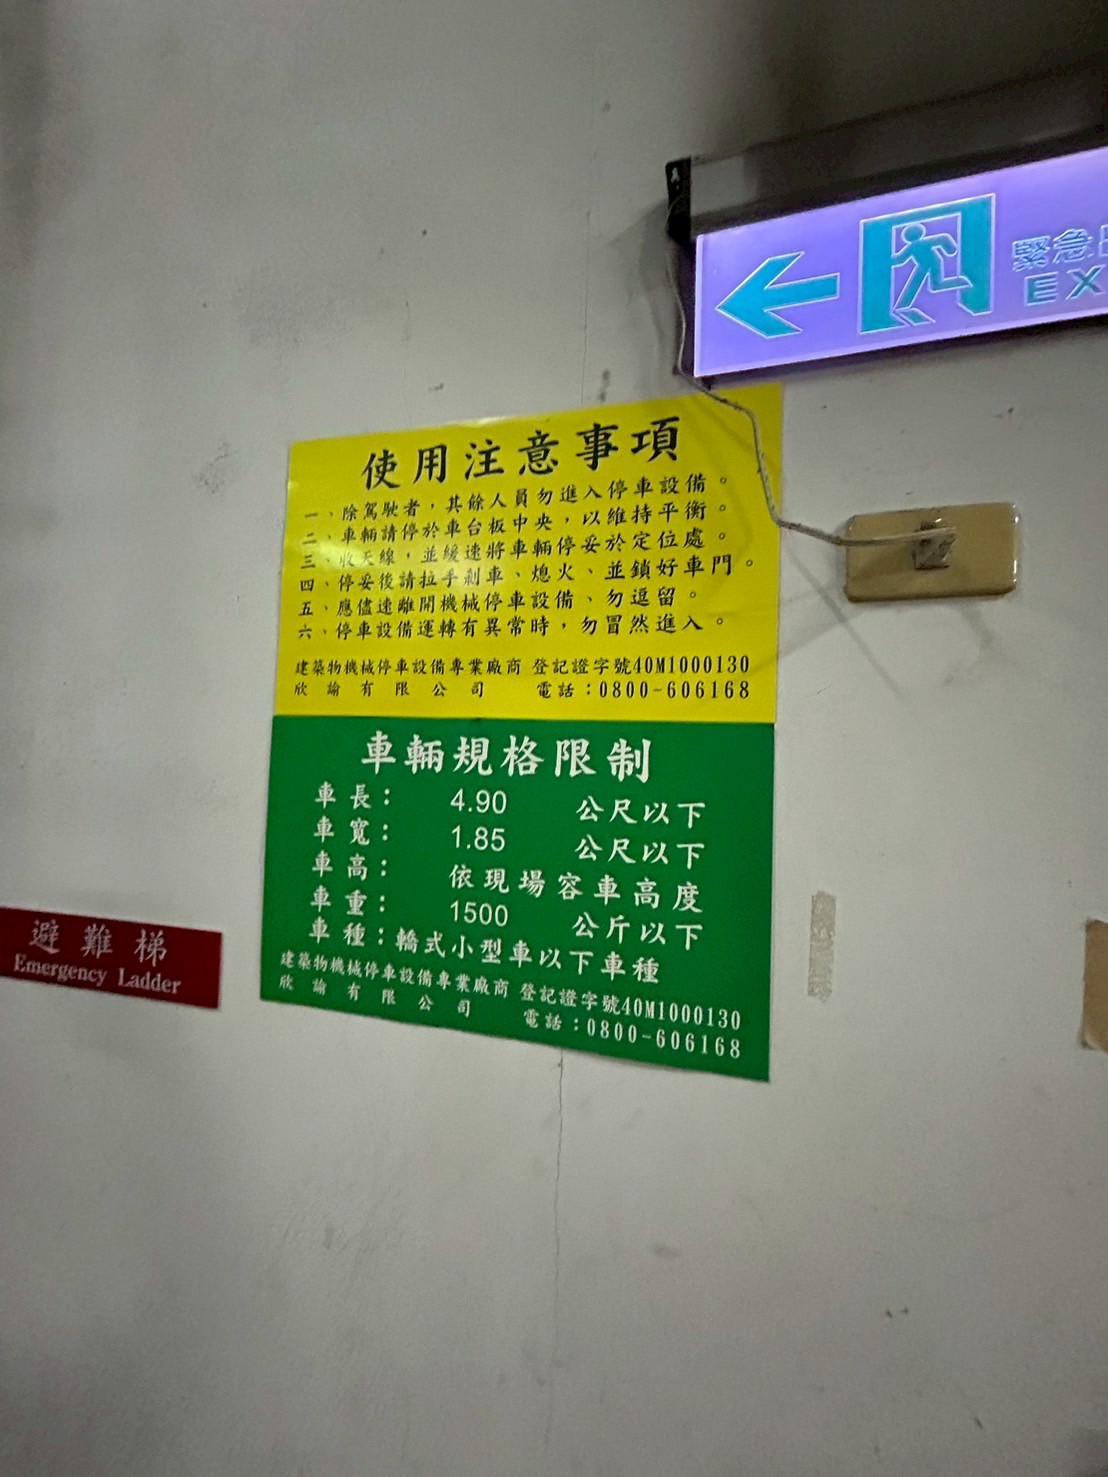 緊急
EX
使用注意事項
一、除駕駛者，其餘人員勿進入停車設備。
二、車輛請停於車台板中央，以維持平衡。
三、收天線，並緩速將車輛停妥於定位處。
四、停妥後請拉手剎車、熄火、並鎖好車門。
五、應儘速離開機械停車設備、勿逗留。
六、停車設備運轉有異常時，勿冒然進入。
建築物機械停車設備專業廠商 登記證字號40M1000130
欣諭有限公司 電話：0800-606168
車輛規格限制
車長： 4.90 公尺以下
車寬： 1.85 公尺以下
車高： 依現場容車高度
車重： 1500 公斤以下
車種：轎式小型車以下車種
建築物機械停車設備專業廠商 登記證字號40M1000130
欣諭有限公司 電話：0800-606168
避難梯
Emergency Ladder